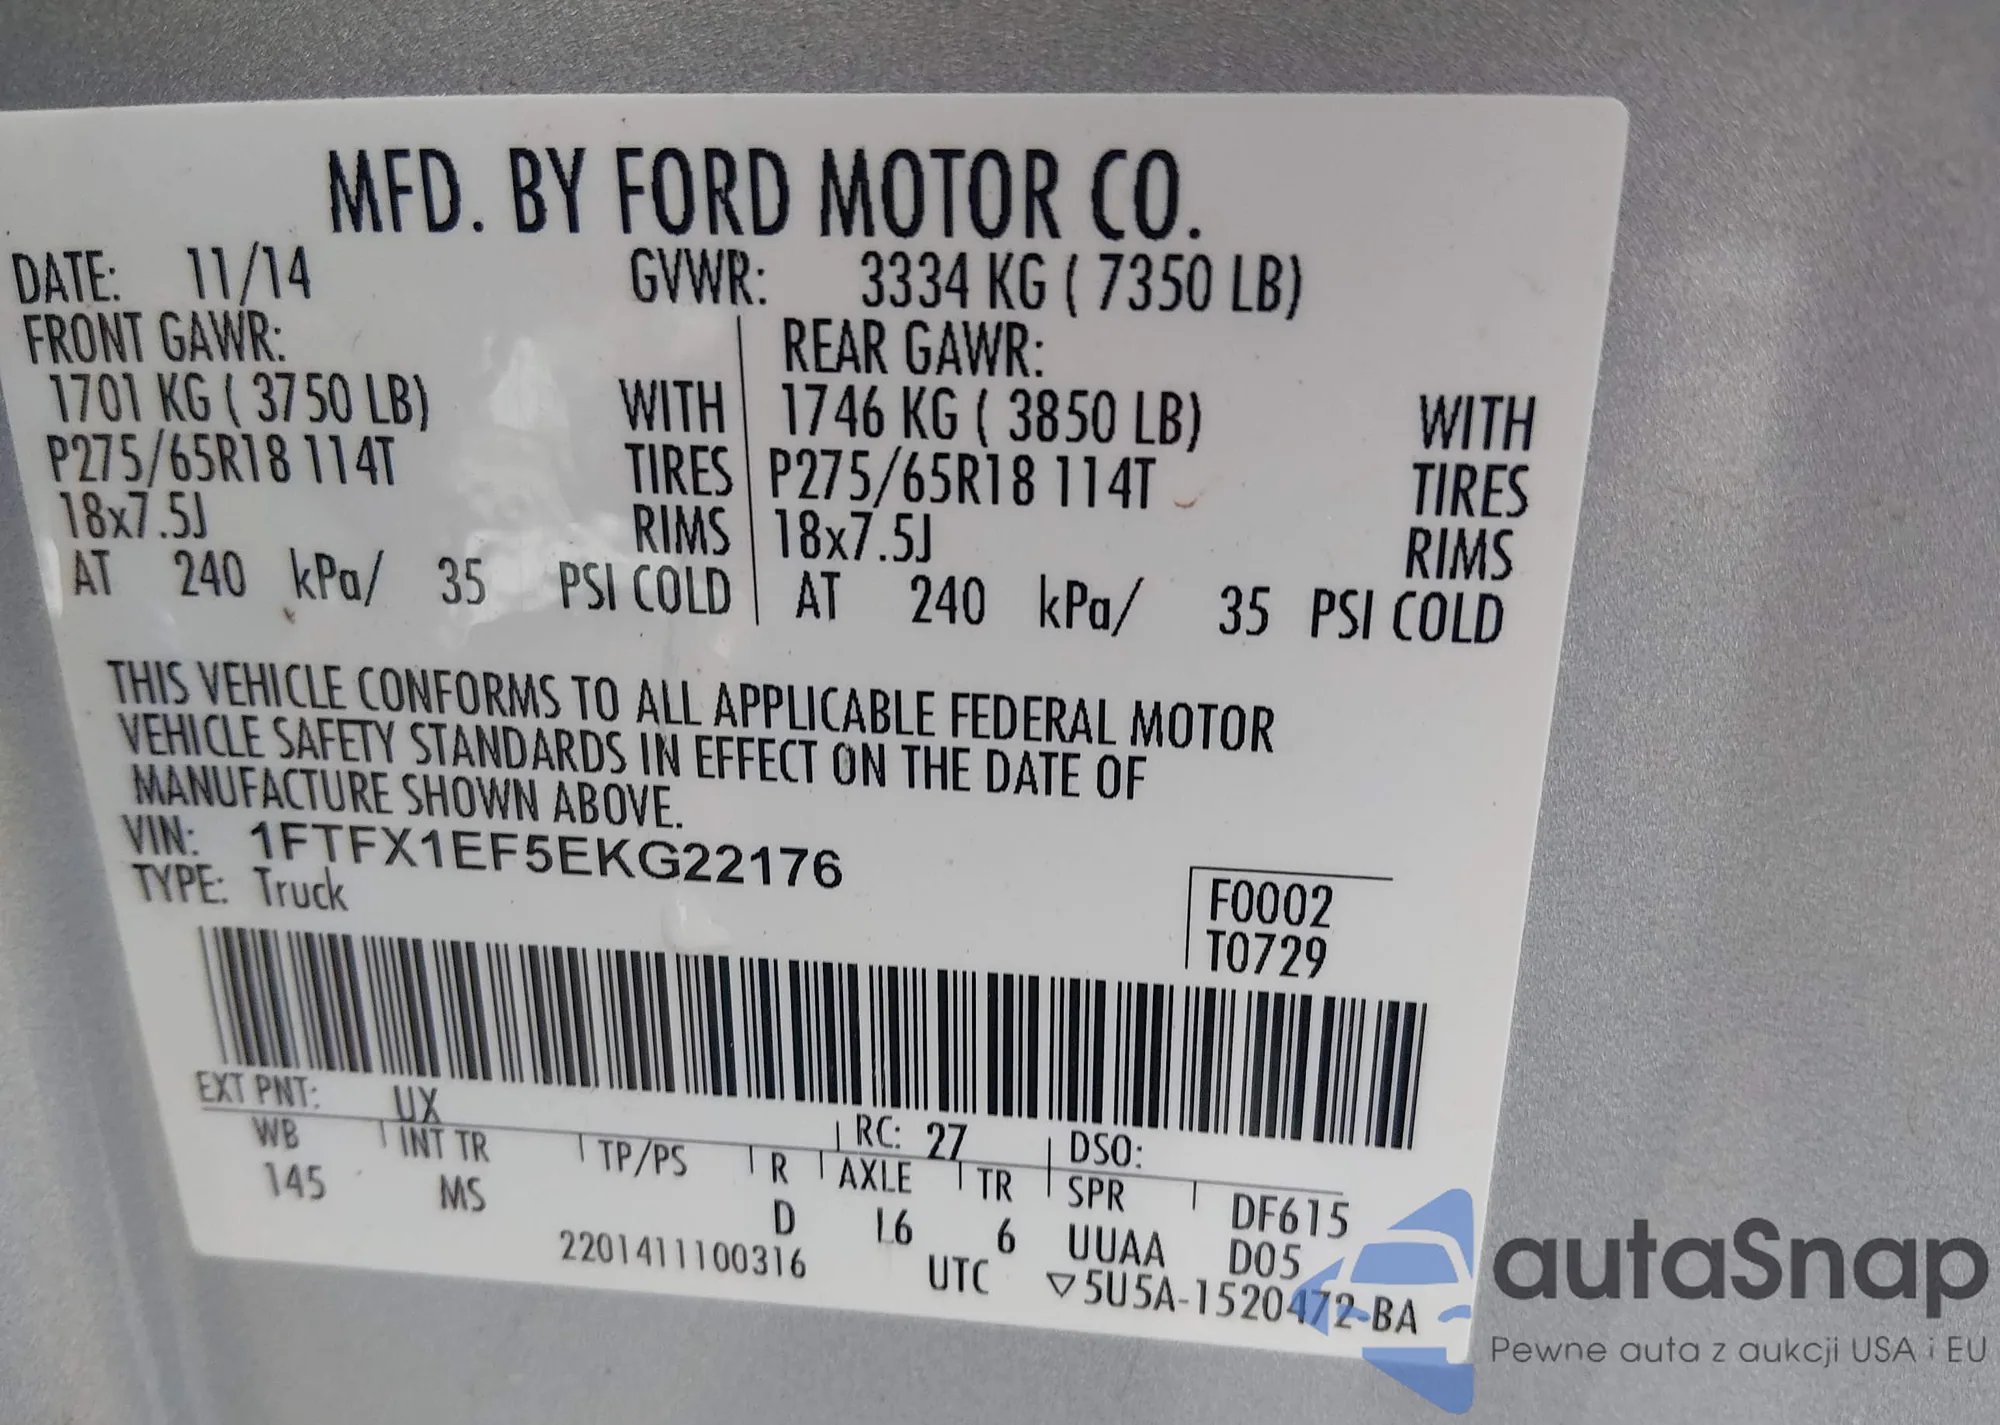 MFD. BY FORD MOTOR CO.
DATE: 11/14 GVWR: 3334 KG ( 7350 LB)
FRONT GAWR: REAR GAWR:
1701 KG ( 3750 LB) WITH 1746 KG ( 3850 LB) WITH
P275/65R18 114T TIRES P275/65R18 114T TIRES
18x7.5J RIMS 18x7.5J RIMS
AT 240 kPa/ 35 PSI COLD AT 240 kPa/ 35 PSI COLD
THIS VEHICLE CONFORMS TO ALL APPLICABLE FEDERAL MOTOR
VEHICLE SAFETY STANDARDS IN EFFECT ON THE DATE OF
MANUFACTURE SHOWN ABOVE.
VIN: 1FTFX1EF5EKG22176
TYPE: Truck
F0002
T0729
EXT PNT: UX RC: 27 DSO:
WB INT TR TP/PS R AXLE TR SPR DF615
145 MS D L6 6 UUAA D05
2201411100316 UTC ▽5U5A-1520472-BA
autaSnap
Pewne auta z aukcji USA i EU